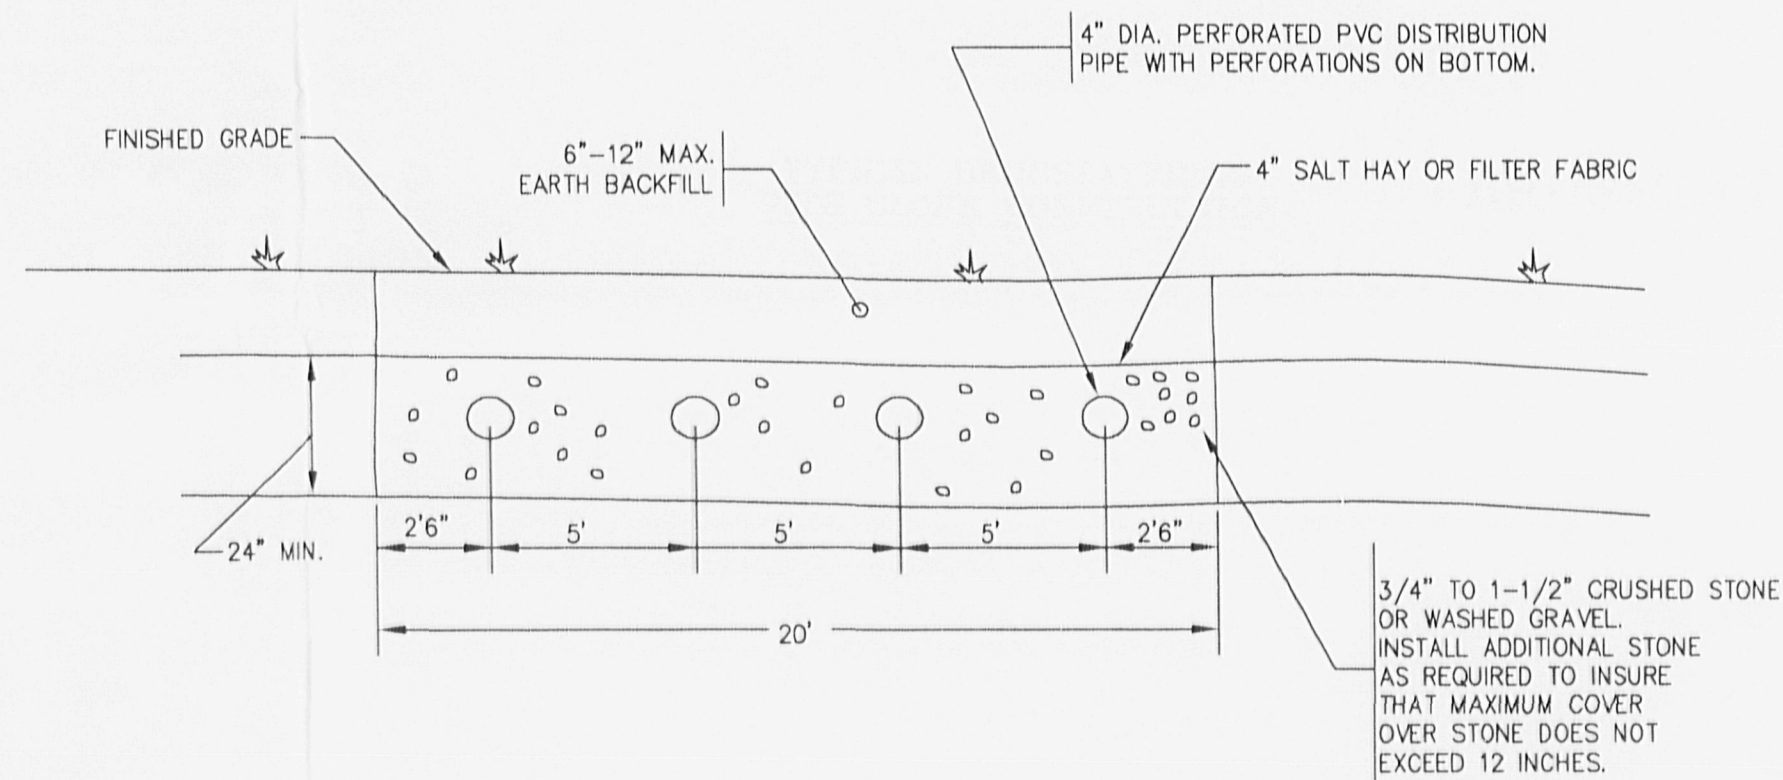 4" DIA. PERFORATED PVC DISTRIBUTION
PIPE WITH PERFORATIONS ON BOTTOM.
FINISHED GRADE
6"-12" MAX.
EARTH BACKFILL
4" SALT HAY OR FILTER FABRIC
2'6"
5'
5'
5'
2'6"
24" MIN.
20'
3/4" TO 1-1/2" CRUSHED STONE
OR WASHED GRAVEL.
INSTALL ADDITIONAL STONE
AS REQUIRED TO INSURE
THAT MAXIMUM COVER
OVER STONE DOES NOT
EXCEED 12 INCHES.